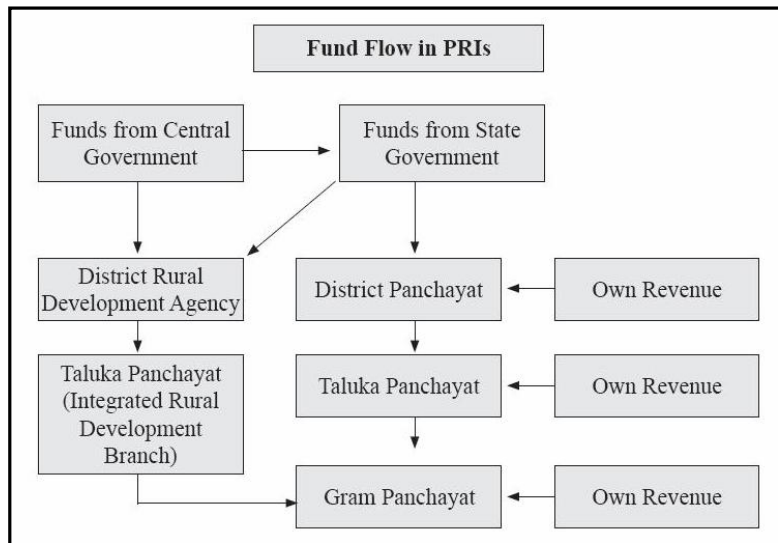 Fund Flow in PRIs
Funds from Central
Government
Funds from State
Government
District Rural
Development Agency
District Panchayat
Own Revenue
Taluka Panchayat
(Integrated Rural
Development
Branch)
Taluka Panchayat
Own Revenue
Gram Panchayat
Own Revenue